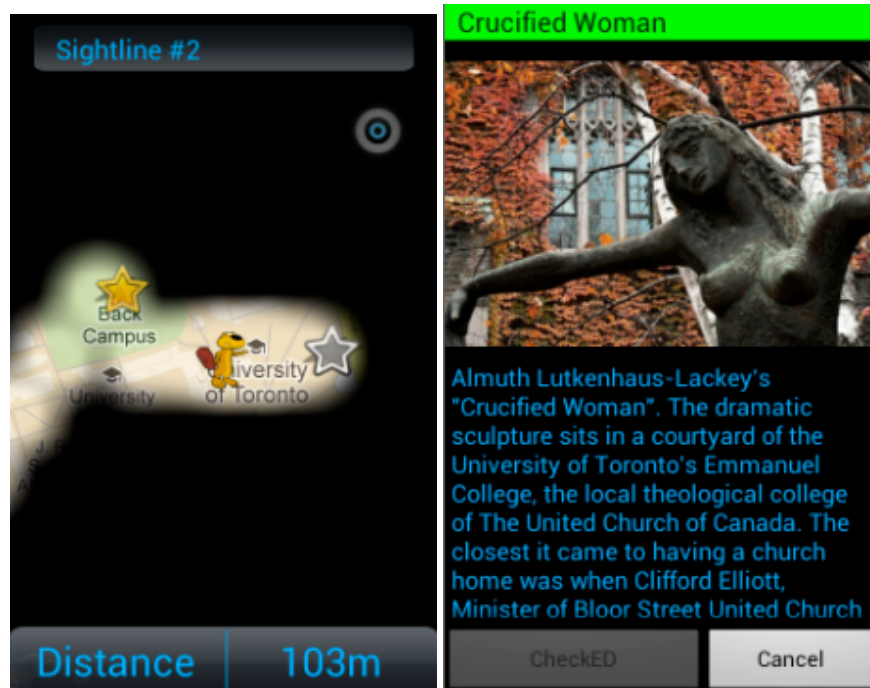 Sightline #2
Back
Campus
University
University
of Toronto
Distance
103m
Crucified Woman
Almuth Lutkenhaus-Lackey's
"Crucified Woman". The dramatic
sculpture sits in a courtyard of the
University of Toronto's Emmanuel
College, the local theological college
of The United Church of Canada. The
closest it came to having a church
home was when Clifford Elliott,
Minister of Bloor Street United Church
CheckED
Cancel